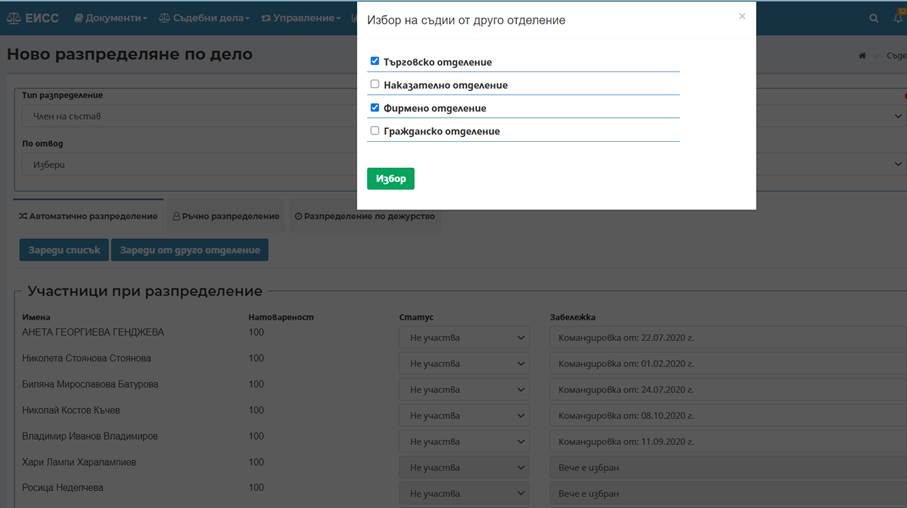 ЕИСС Документи Съдебни дела Управление
Избор на съдии от друго отделение
×
Търговско отделение
Наказателно отделение
Фирмено отделение
Гражданско отделение
Избор
Ново разпределяне по дело
Съде
Тип разпределение
Член на състав
По отвод
Избери
Автоматично разпределение Ръчно разпределение Разпределение по дежурство
Зареди списък Зареди от друго отделение
Участници при разпределение
Имена Натовареност Статус Забележка
АНЕТА ГЕОРГИЕВА ГЕНДЖЕВА 100 Не участва Командировка от: 22.07.2020 г.
Николета Стоянова Стоянова 100 Не участва Командировка от: 01.02.2020 г.
Биляна Мирославова Батурова 100 Не участва Командировка от: 24.07.2020 г.
Николай Костов Къчев 100 Не участва Командировка от: 08.10.2020 г.
Владимир Иванов Владимиров 100 Не участва Командировка от: 11.09.2020 г.
Хари Лампи Харалампиев 100 Не участва Вече е избран
Росица Неделчева 100 Не участва Вече е избран